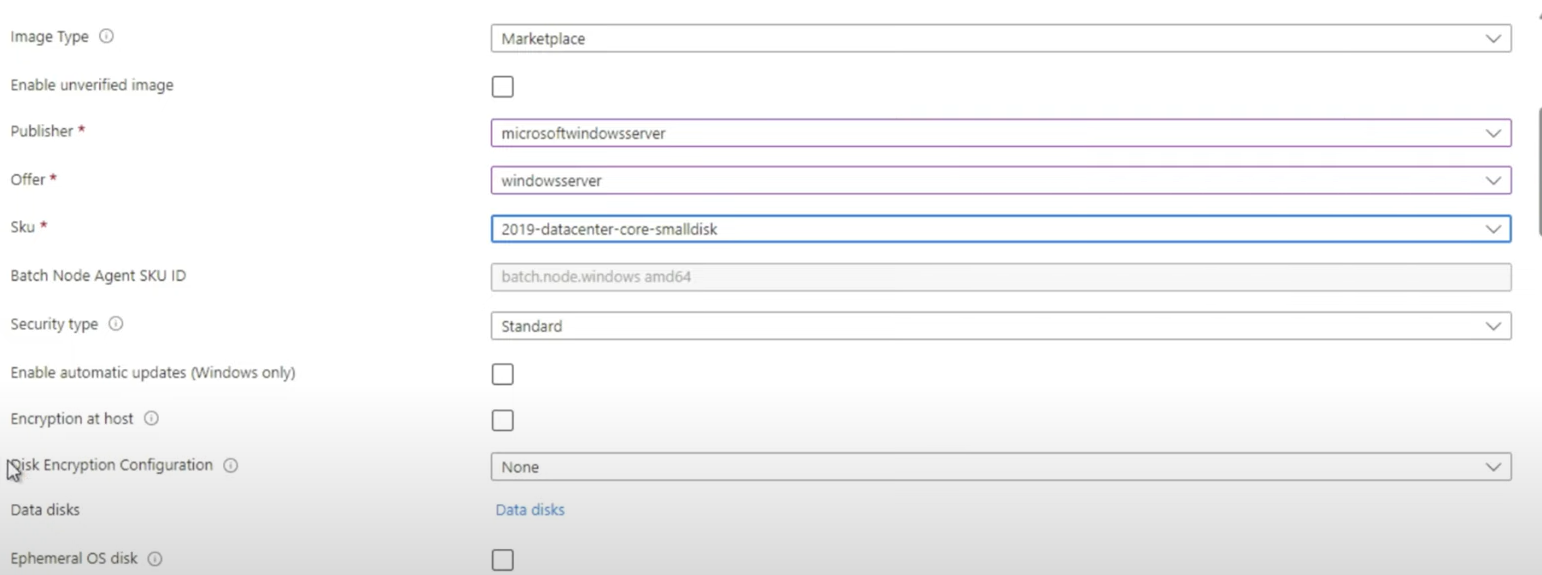 Image Type
Marketplace
Enable unverified image
Publisher *
microsoftwindowsserver
Offer *
windowsserver
Sku *
2019-datacenter-core-smalldisk
Batch Node Agent SKU ID
batch.node.windows amd64
Security type
Standard
Enable automatic updates (Windows only)
Encryption at host
Disk Encryption Configuration
None
Data disks
Data disks
Ephemeral OS disk